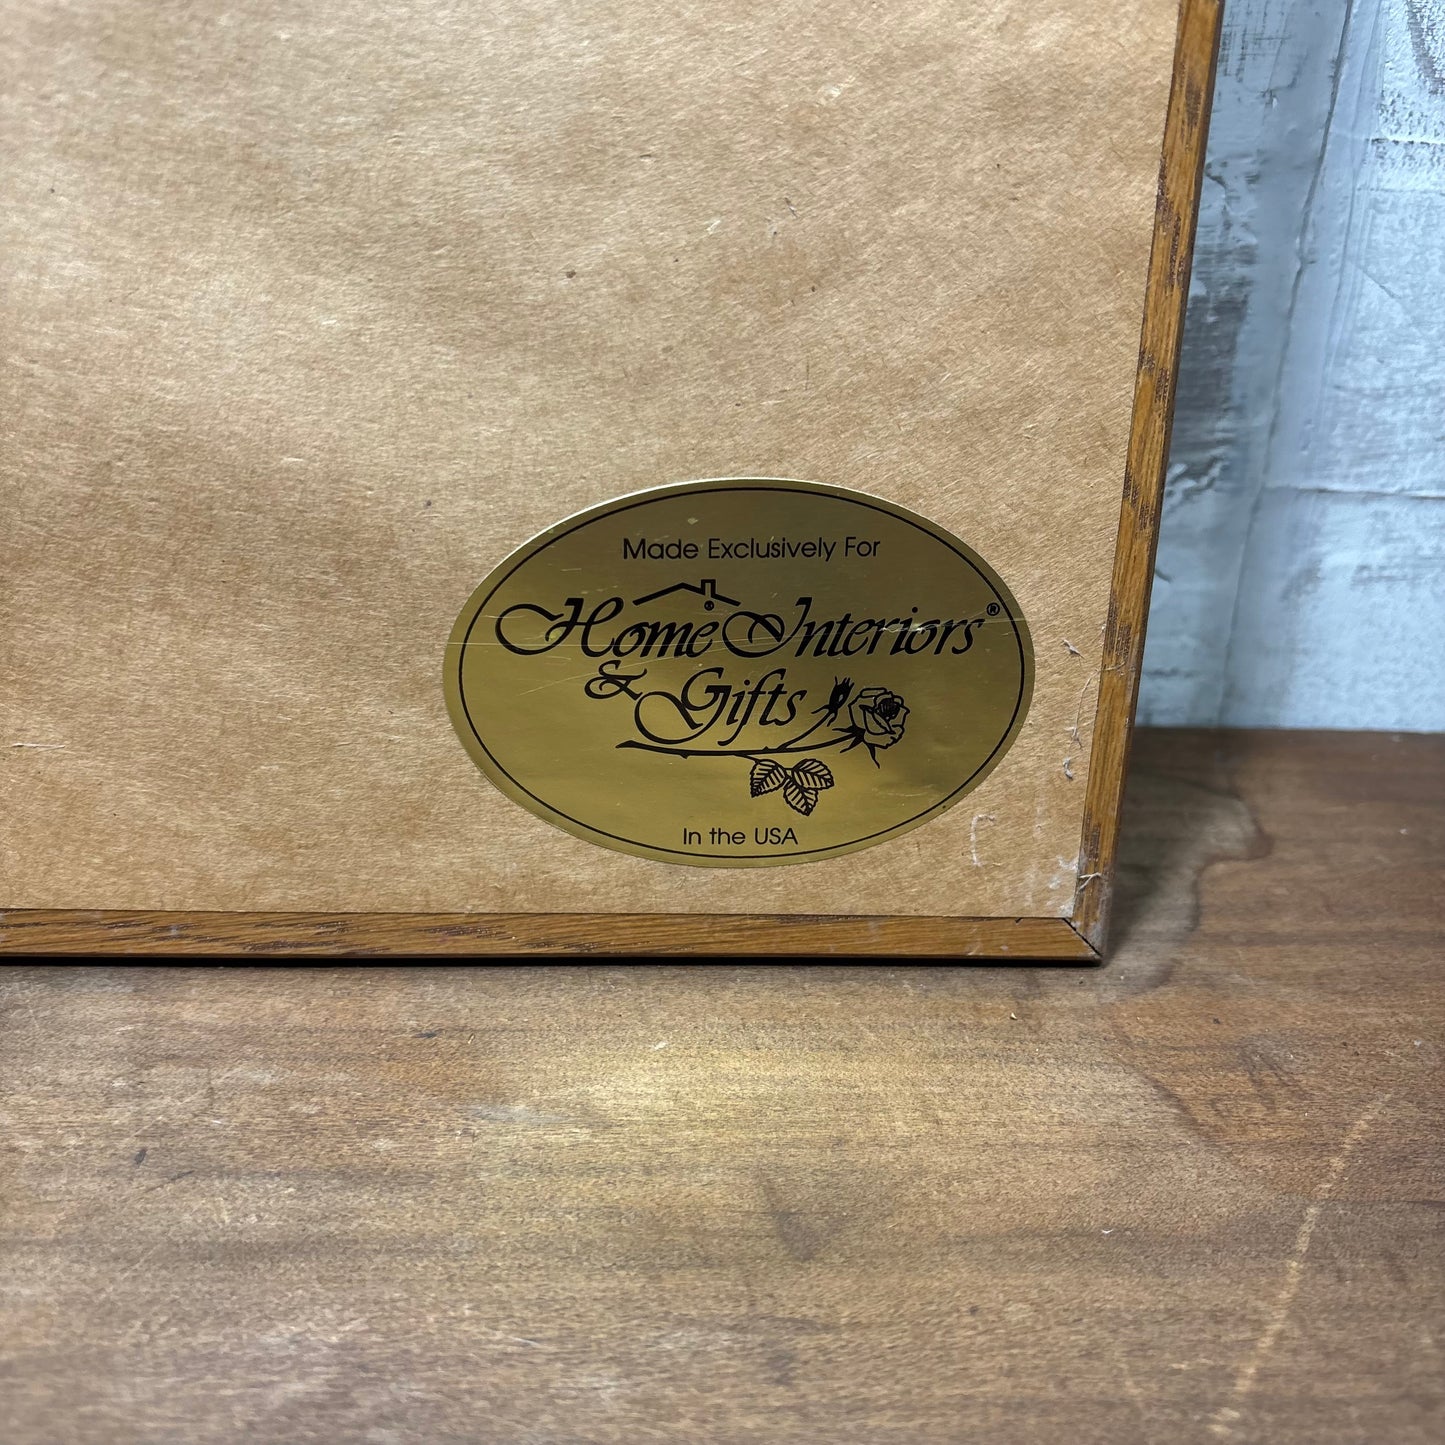 Made Exclusively For
Home Interiors®
& Gifts
In the USA